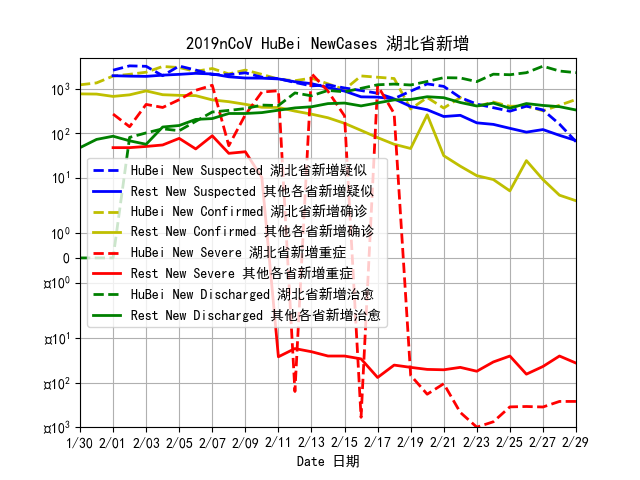 2019nCoV HuBei NewCases 湖北省新增
10³
10²
10¹
10⁰
0
¤10⁰
¤10¹
¤10²
¤10³
HuBei New Suspected 湖北省新增疑似
Rest New Suspected 其他各省新增疑似
HuBei New Confirmed 湖北省新增确诊
Rest New Confirmed 其他各省新增确诊
HuBei New Severe 湖北省新增重症
Rest New Severe 其他各省新增重症
HuBei New Discharged 湖北省新增治愈
Rest New Discharged 其他各省新增治愈
1/30 2/01 2/03 2/05 2/07 2/09 2/11 2/13 2/15 2/17 2/19 2/21 2/23 2/25 2/27 2/29
Date 日期